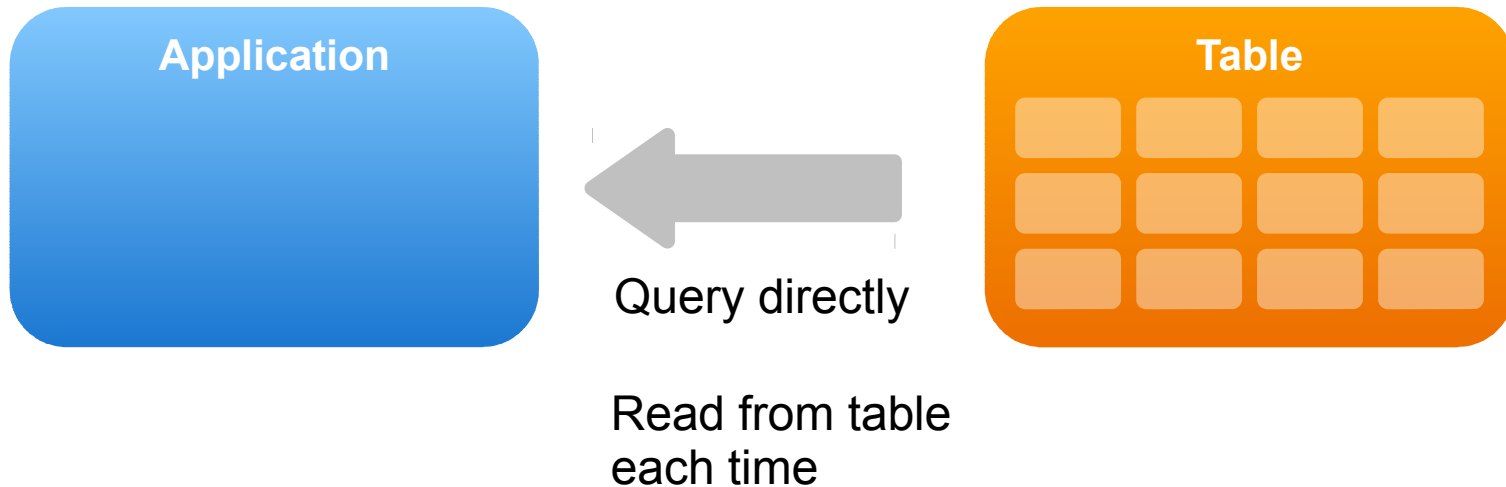 Application
Table
Query directly
Read from table
each time